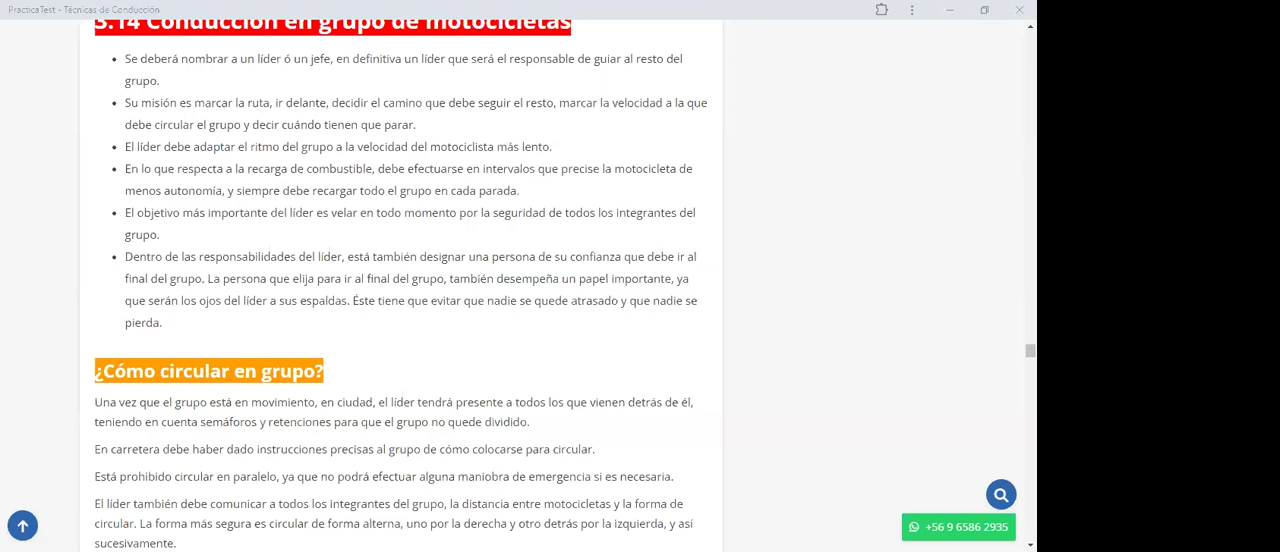 PracticaTest - Técnicas de Conducción
3.14 Conducción en grupo de motocicletas
• Se deberá nombrar a un líder ó un jefe, en definitiva un líder que será el responsable de guiar al resto del
grupo.
• Su misión es marcar la ruta, ir delante, decidir el camino que debe seguir el resto, marcar la velocidad a la que
debe circular el grupo y decir cuándo tienen que parar.
• El líder debe adaptar el ritmo del grupo a la velocidad del motociclista más lento.
• En lo que respecta a la recarga de combustible, debe efectuarse en intervalos que precise la motocicleta de
menos autonomía, y siempre debe recargar todo el grupo en cada parada.
• El objetivo más importante del líder es velar en todo momento por la seguridad de todos los integrantes del
grupo.
• Dentro de las responsabilidades del líder, está también designar una persona de su confianza que debe ir al
final del grupo. La persona que elija para ir al final del grupo, también desempeña un papel importante, ya
que serán los ojos del líder a sus espaldas. Éste tiene que evitar que nadie se quede atrasado y que nadie se
pierda.
¿Cómo circular en grupo?
Una vez que el grupo está en movimiento, en ciudad, el líder tendrá presente a todos los que vienen detrás de él,
teniendo en cuenta semáforos y retenciones para que el grupo no quede dividido.
En carretera debe haber dado instrucciones precisas al grupo de cómo colocarse para circular.
Está prohibido circular en paralelo, ya que no podrá efectuar alguna maniobra de emergencia si es necesaria.
El líder también debe comunicar a todos los integrantes del grupo, la distancia entre motocicletas y la forma de
circular. La forma más segura es circular de forma alterna, uno por la derecha y otro detrás por la izquierda, y así
sucesivamente.
+56 9 6586 2935